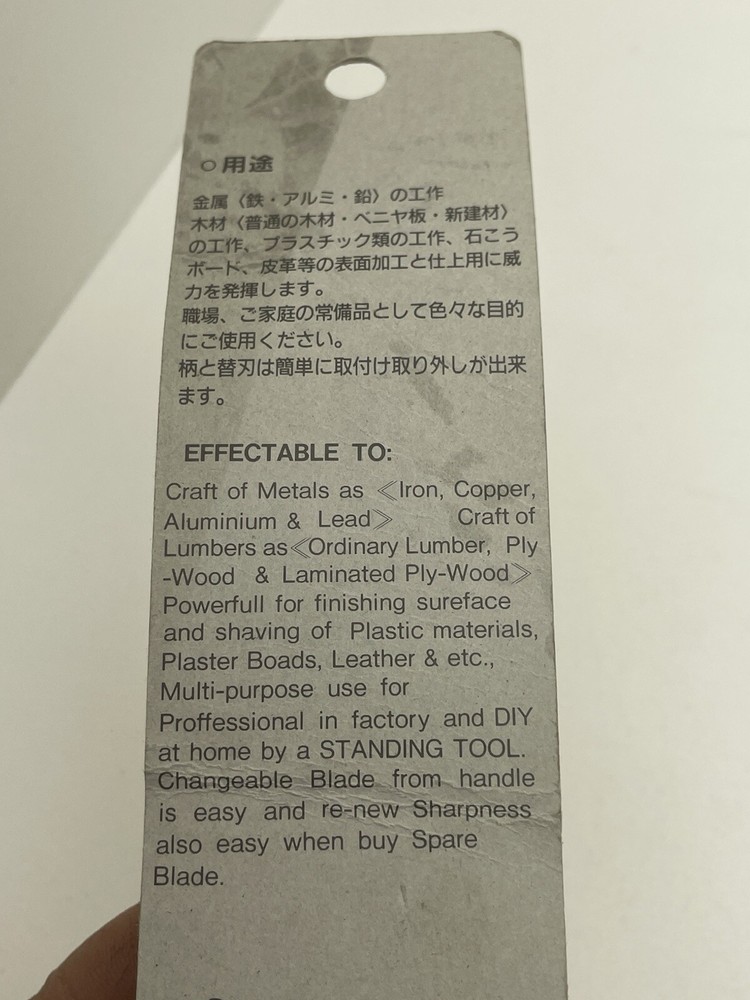 ○用途
金属〈鉄・アルミ・鉛〉の工作
木材〈普通の木材・ベニヤ板・新建材〉
の工作、プラスチック類の工作、石こう
ボード、皮革等の表面加工と仕上用に威
力を発揮します。
職場、ご家庭の常備品として色々な目的
にご使用ください。
柄と替刃は簡単に取付け取り外しが出来
ます。
EFFECTABLE TO:
Craft of Metals as ≪Iron, Copper,
Aluminium & Lead≫ Craft of
Lumbers as≪Ordinary Lumber, Ply
-Wood & Laminated Ply-Wood≫
Powerfull for finishing sureface
and shaving of Plastic materials,
Plaster Boads, Leather & etc.,
Multi-purpose use for
Proffessional in factory and DIY
at home by a STANDING TOOL.
Changeable Blade from handle
is easy and re-new Sharpness
also easy when buy Spare
Blade.